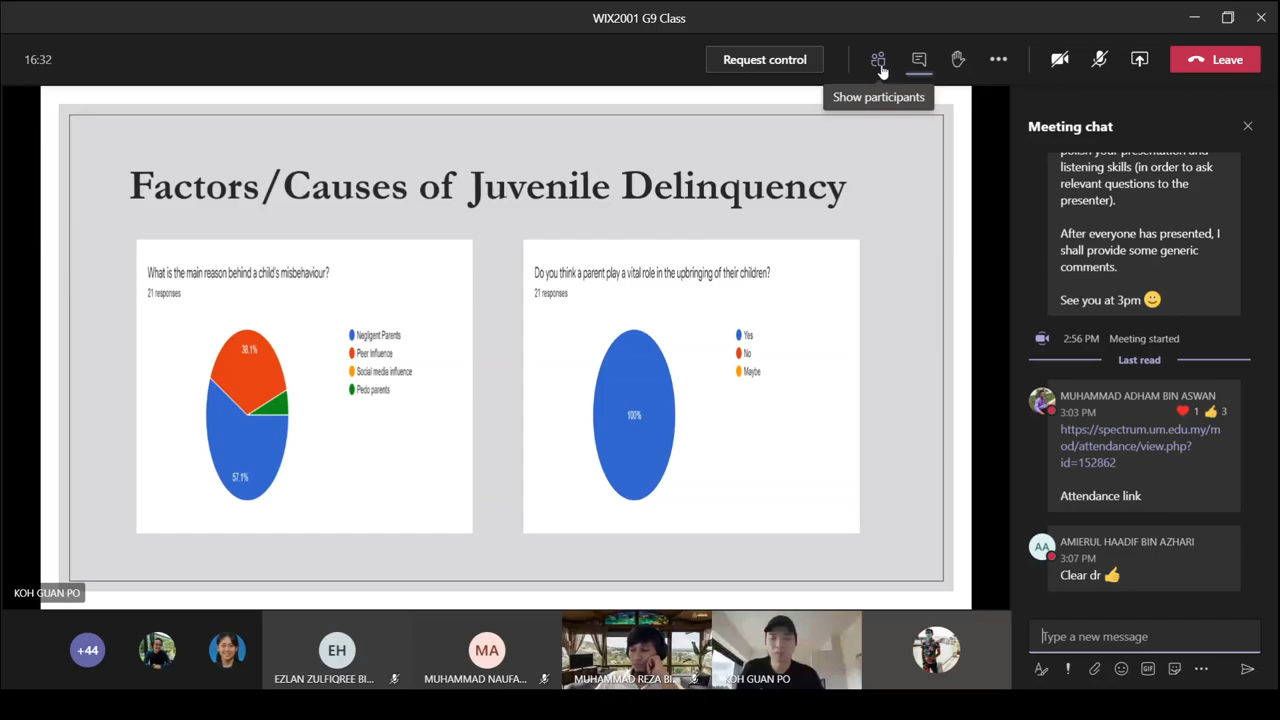 WIX2001 G9 Class
16:32
Request control
Leave
Show participants
Factors/Causes of Juvenile Delinquency
What is the main reason behind a child's misbehaviour?
21 responses
38.1%
57.1%
Negligent Parents
Peer Influence
Social media influence
Pedo parents
Do you think a parent play a vital role in the upbringing of their children?
21 responses
100%
Yes
No
Maybe
KOH GUAN PO
Meeting chat
polish your presentation and
listening skills (in order to ask
relevant questions to the
presenter).
After everyone has presented, I
shall provide some generic
comments.
See you at 3pm 🙂
2:56 PM Meeting started
Last read
MUHAMMAD ADHAM BIN ASWAN
3:03 PM
❤️ 1 👍 3
https://spectrum.um.edu.my/m
od/attendance/view.php?
id=152862
Attendance link
AA
AMIERUL HAADIF BIN AZHARI
3:07 PM
Clear dr 👍
Type a new message
GIF
+44
EH
EZLAN ZULFIQREE BI...
MA
MUHAMMAD NAUFA...
MUHAMMAD REZA BI...
KOH GUAN PO